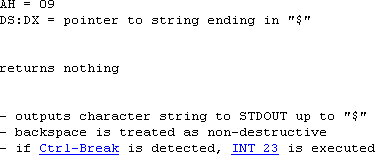 AH = 09
DS:DX = pointer to string ending in "$"
returns nothing
- outputs character string to STDOUT up to "$"
- backspace is treated as non-destructive
- if Ctrl-Break is detected, INT 23 is executed